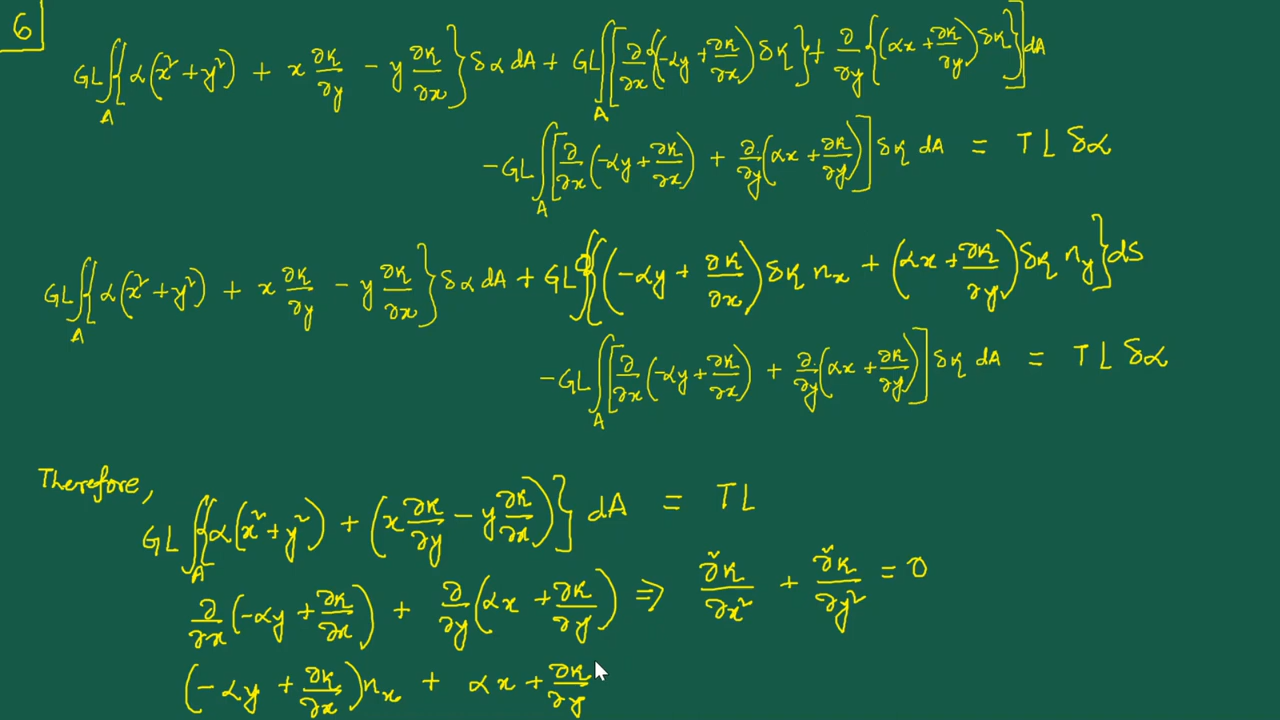 6
GL ∬_A {α(x²+y²) + x ∂κ/∂y − y ∂κ/∂x} δα dA + GL ∬_A [∂/∂x {(−αy + ∂κ/∂x) δκ} + ∂/∂y {(αx + ∂κ/∂y) δκ}] dA
− GL ∬_A [∂/∂x (−αy + ∂κ/∂x) + ∂/∂y (αx + ∂κ/∂y)] δκ dA = TL δα
GL ∬_A {α(x²+y²) + x ∂κ/∂y − y ∂κ/∂x} δα dA + GL ∮ {(−αy + ∂κ/∂x) δκ n_x + (αx + ∂κ/∂y) δκ n_y} ds
− GL ∬_A [∂/∂x (−αy + ∂κ/∂x) + ∂/∂y (αx + ∂κ/∂y)] δκ dA = TL δα
Therefore,
GL ∬_A {α(x²+y²) + (x ∂κ/∂y − y ∂κ/∂x)} dA = TL
∂/∂x (−αy + ∂κ/∂x) + ∂/∂y (αx + ∂κ/∂y) ⇒ ∂²κ/∂x² + ∂²κ/∂y² = 0
(−αy + ∂κ/∂x) n_x + αx + ∂κ/∂y